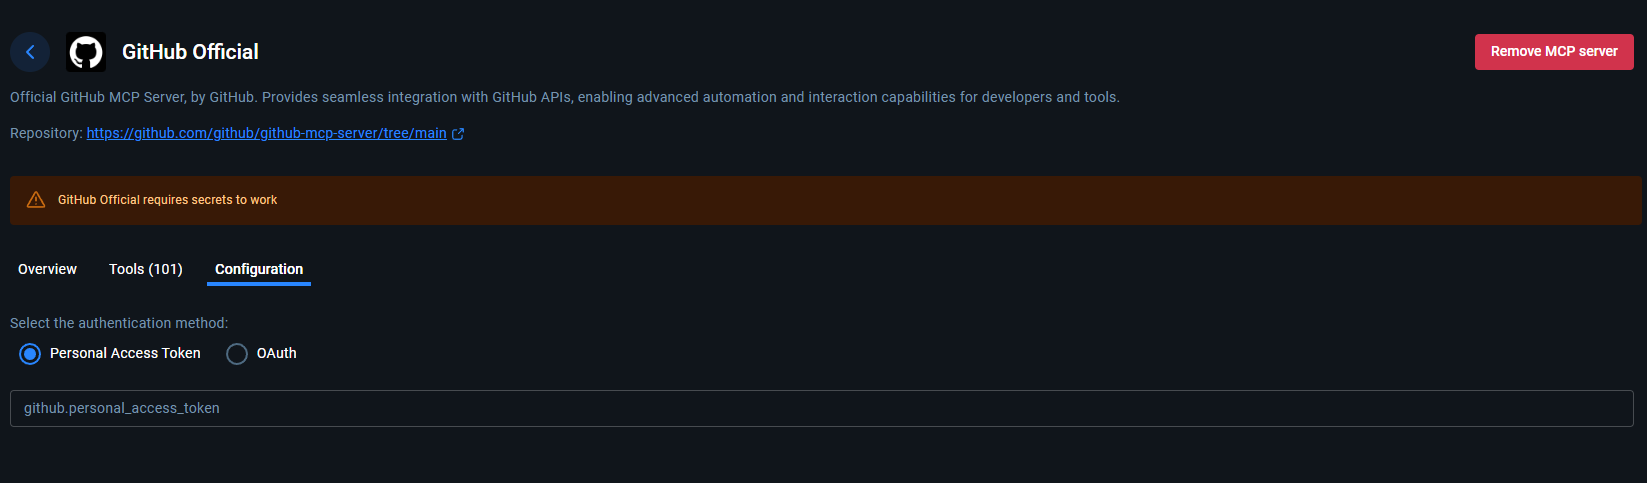 GitHub Official
Remove MCP server
Official GitHub MCP Server, by GitHub. Provides seamless integration with GitHub APIs, enabling advanced automation and interaction capabilities for developers and tools.
Repository: https://github.com/github/github-mcp-server/tree/main
GitHub Official requires secrets to work
Overview Tools (101) Configuration
Select the authentication method:
Personal Access Token OAuth
github.personal_access_token